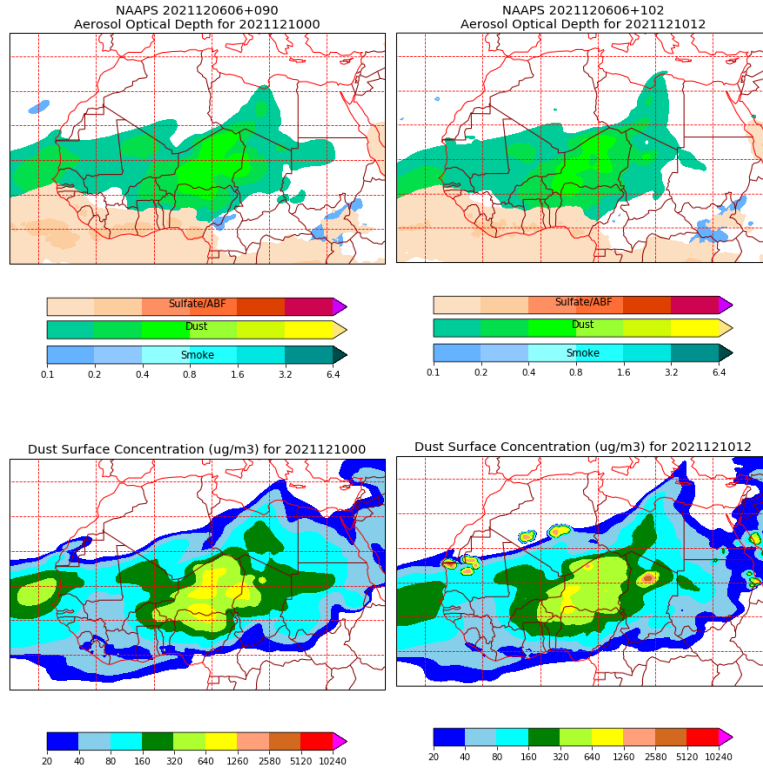 NAAPS 2021120606+090
Aerosol Optical Depth for 2021121000
NAAPS 2021120606+102
Aerosol Optical Depth for 2021121012
Sulfate/ABF
Dust
Smoke
0.1 0.2 0.4 0.8 1.6 3.2 6.4
Sulfate/ABF
Dust
Smoke
0.1 0.2 0.4 0.8 1.6 3.2 6.4
Dust Surface Concentration (ug/m3) for 2021121000
Dust Surface Concentration (ug/m3) for 2021121012
20 40 80 160 320 640 1260 2580 5160 10240
20 40 80 160 320 640 1260 2580 5160 10240